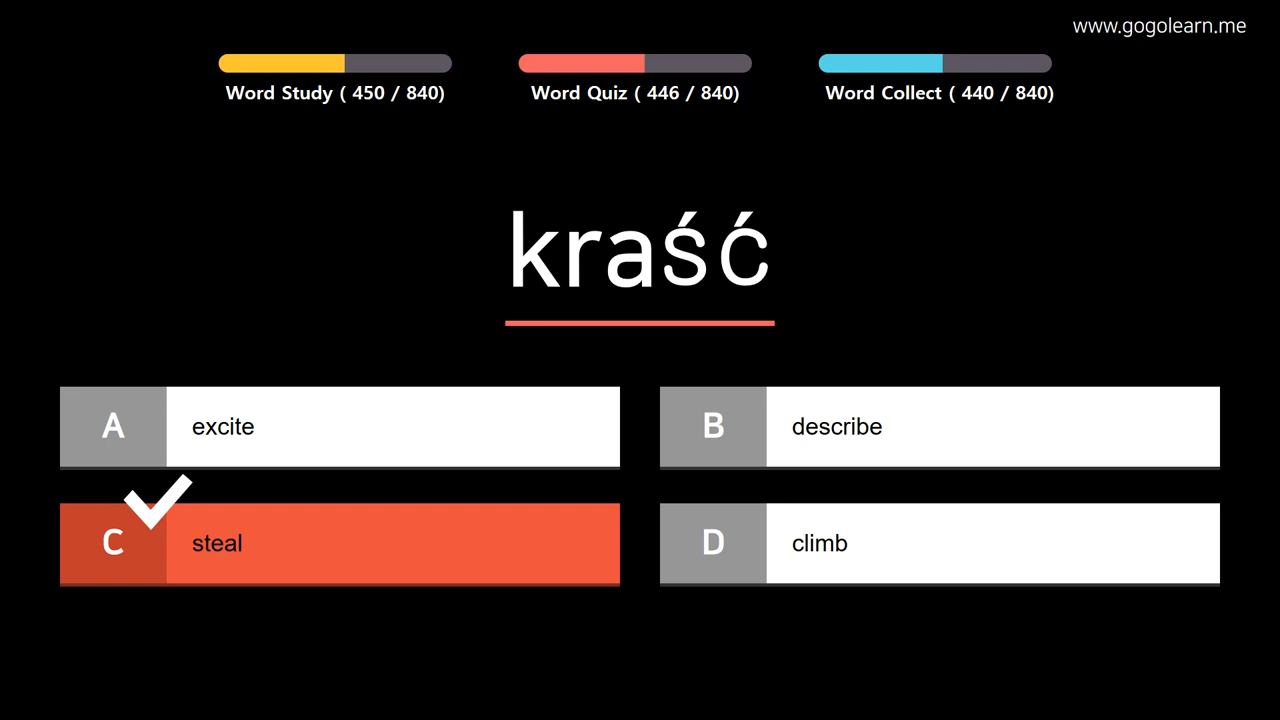 www.gogolearn.me
Word Study ( 450 / 840)
Word Quiz ( 446 / 840)
Word Collect ( 440 / 840)
kraść
A excite
B describe
C steal
D climb